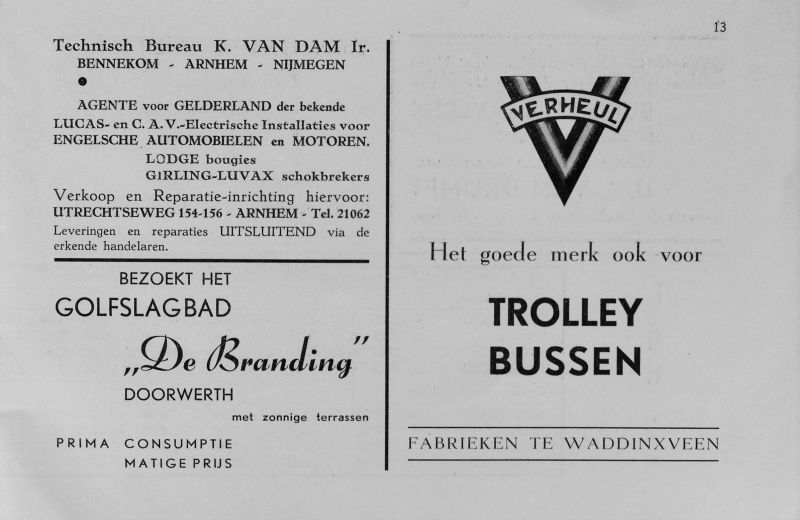 13
Technisch Bureau K. VAN DAM Ir.
BENNEKOM - ARNHEM - NIJMEGEN
AGENTE voor GELDERLAND der bekende
LUCAS- en C. A. V.-Electrische Installaties voor
ENGELSCHE AUTOMOBIELEN en MOTOREN.
LODGE bougies
GIRLING-LUVAX schokbrekers
Verkoop en Reparatie-inrichting hiervoor:
UTRECHTSEWEG 154-156 - ARNHEM - Tel. 21062
Leveringen en reparaties UITSLUITEND via de
erkende handelaren.
BEZOEKT HET
GOLFSLAGBAD
„De Branding”
DOORWERTH
met zonnige terrassen
PRIMA CONSUMPTIE
MATIGE PRIJS
VERHEUL
Het goede merk ook voor
TROLLEY
BUSSEN
FABRIEKEN TE WADDINXVEEN